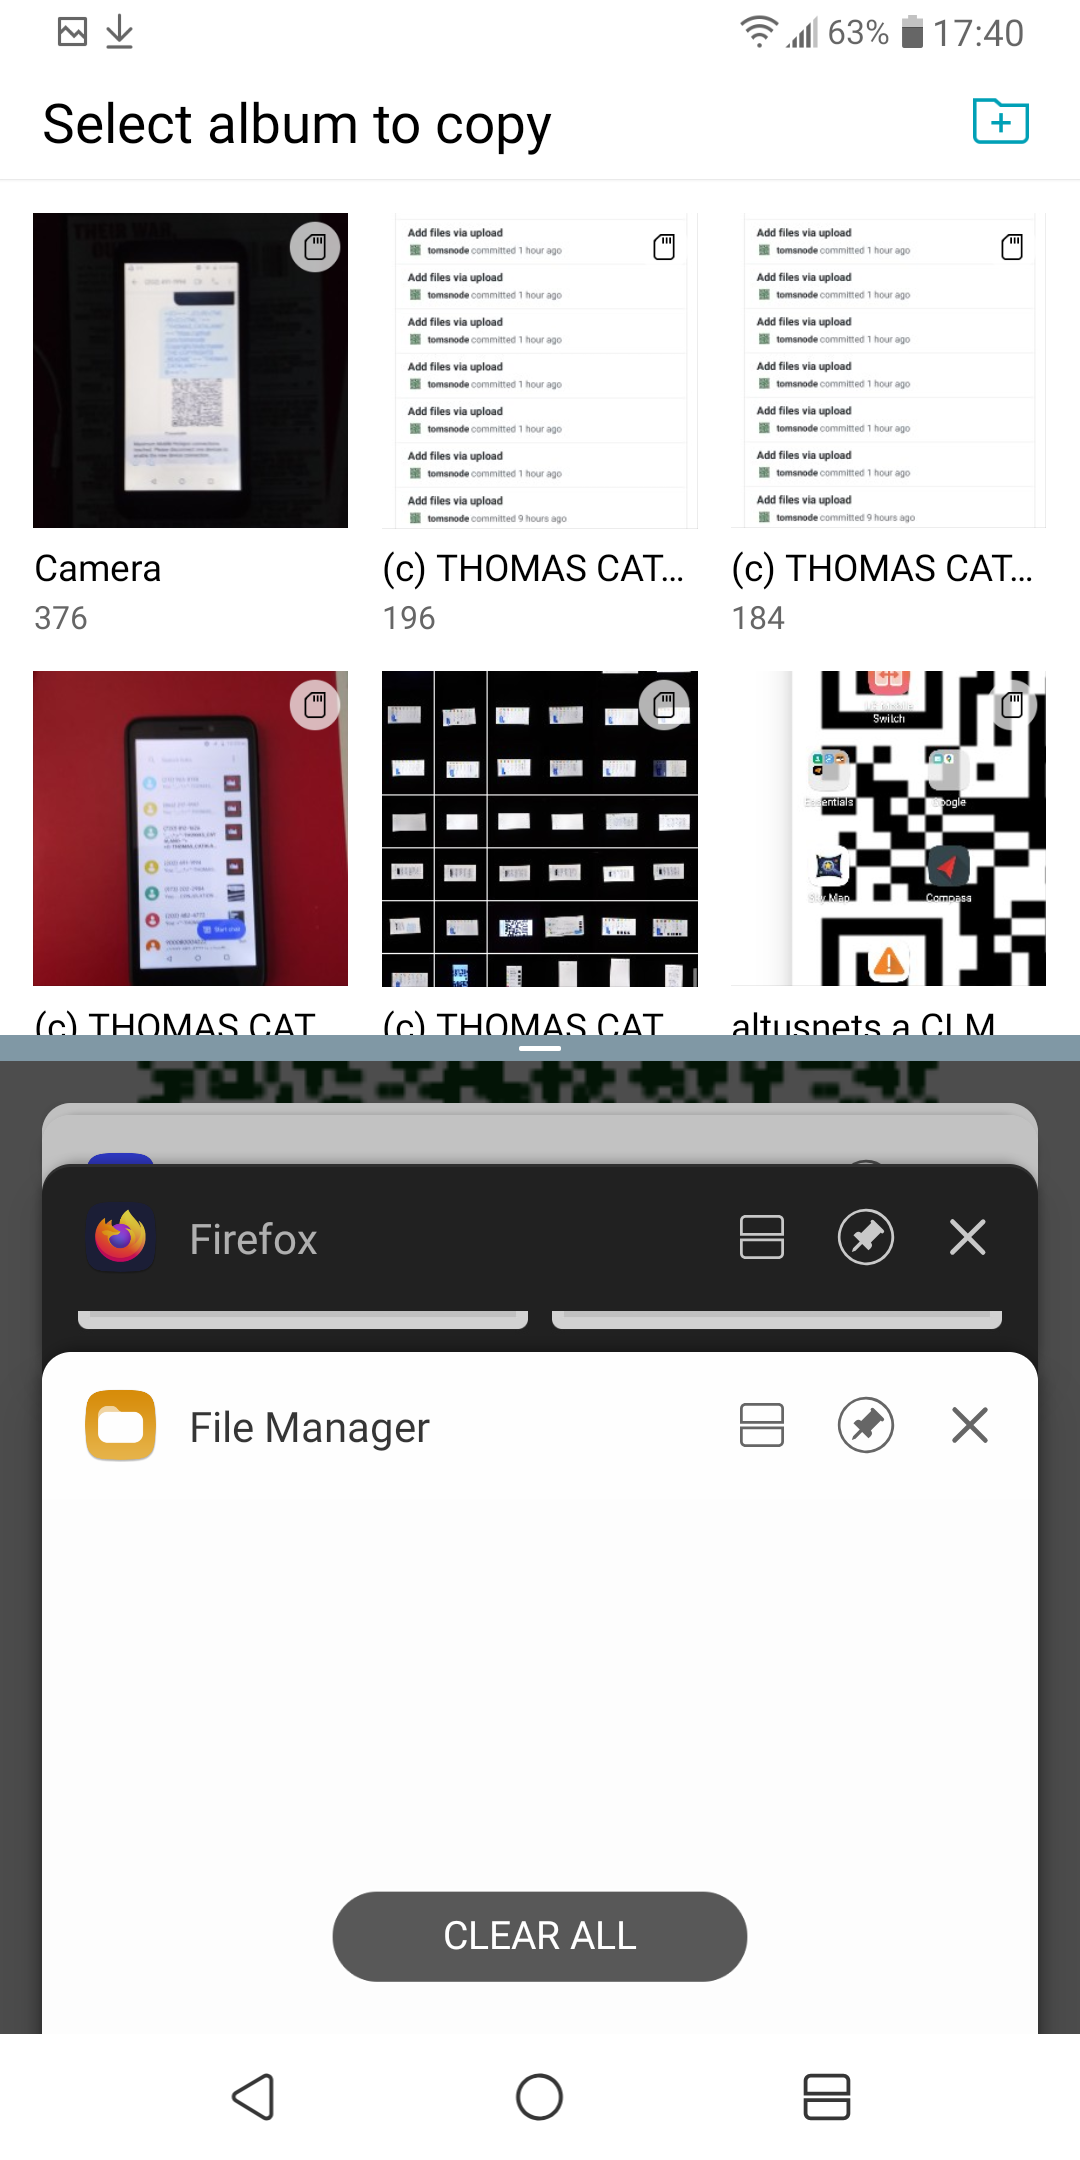 63% 17:40
Select album to copy
Add files via upload
tomsnode committed 1 hour ago
Add files via upload
tomsnode committed 1 hour ago
Add files via upload
tomsnode committed 1 hour ago
Add files via upload
tomsnode committed 1 hour ago
Add files via upload
tomsnode committed 1 hour ago
Add files via upload
tomsnode committed 1 hour ago
Add files via upload
tomsnode committed 9 hours ago
Add files via upload
tomsnode committed 1 hour ago
Add files via upload
tomsnode committed 1 hour ago
Add files via upload
tomsnode committed 1 hour ago
Add files via upload
tomsnode committed 1 hour ago
Add files via upload
tomsnode committed 1 hour ago
Add files via upload
tomsnode committed 1 hour ago
Add files via upload
tomsnode committed 9 hours ago
Camera
376
(c) THOMAS CAT...
196
(c) THOMAS CAT...
184
Start chat
Switch
Essentials
Google
Sky Map
Compass
(c) THOMAS CAT
(c) THOMAS CAT
altusnets a CLM
Firefox
File Manager
CLEAR ALL